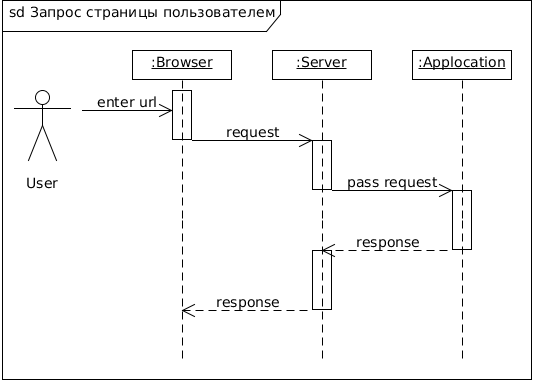 sd Запрос страницы пользователем
:Browser
:Server
:Applocation
enter url
request
User
pass request
response
response